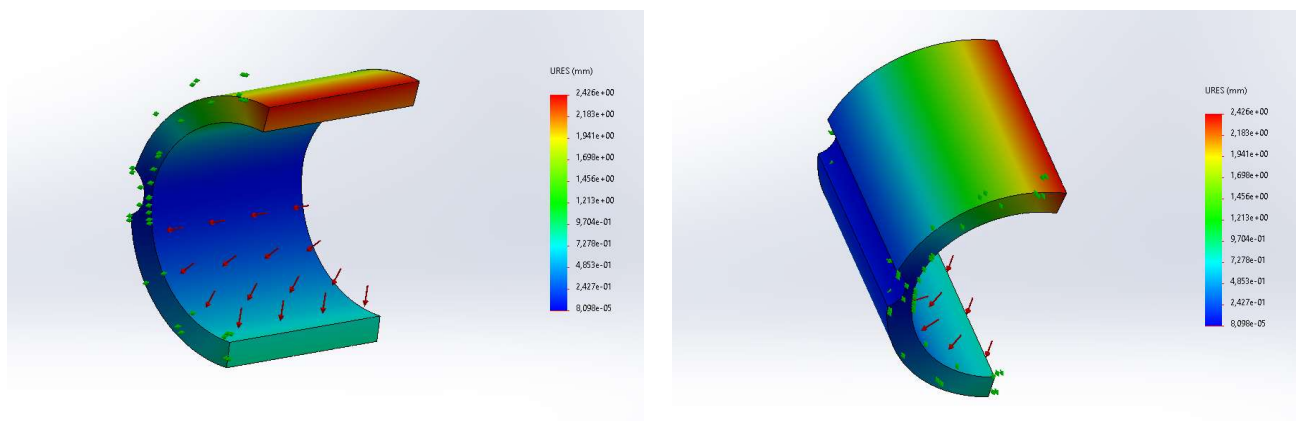 URES (mm)
2,426e+00
2,183e+00
1,941e+00
1,698e+00
1,456e+00
1,213e+00
9,704e-01
7,278e-01
4,853e-01
2,427e-01
8,098e-05
URES (mm)
2,426e+00
2,183e+00
1,941e+00
1,698e+00
1,456e+00
1,213e+00
9,704e-01
7,278e-01
4,853e-01
2,427e-01
8,098e-05